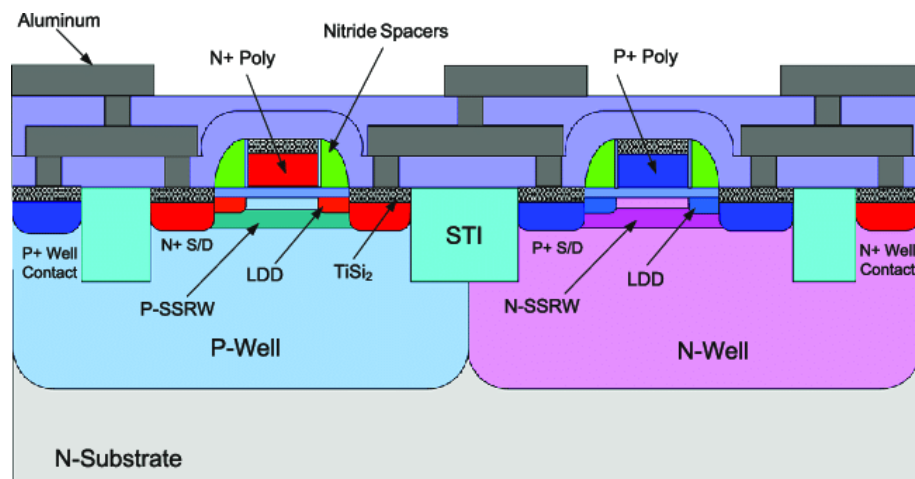 Aluminum
Nitride Spacers
N+ Poly
P+ Poly
P+ Well
Contact
N+ S/D
LDD
TiSi₂
STI
P+ S/D
LDD
N+ Well
Contact
P-SSRW
N-SSRW
P-Well
N-Well
N-Substrate